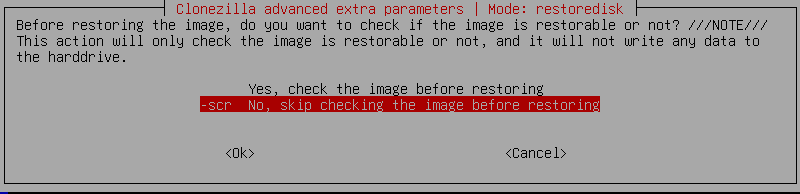 Clonezilla advanced extra parameters | Mode: restoredisk
Before restoring the image, do you want to check if the image is restorable or not? ///NOTE///
This action will only check the image is restorable or not, and it will not write any data to
the harddrive.
Yes, check the image before restoring
-scr  No, skip checking the image before restoring
<Ok> <Cancel>